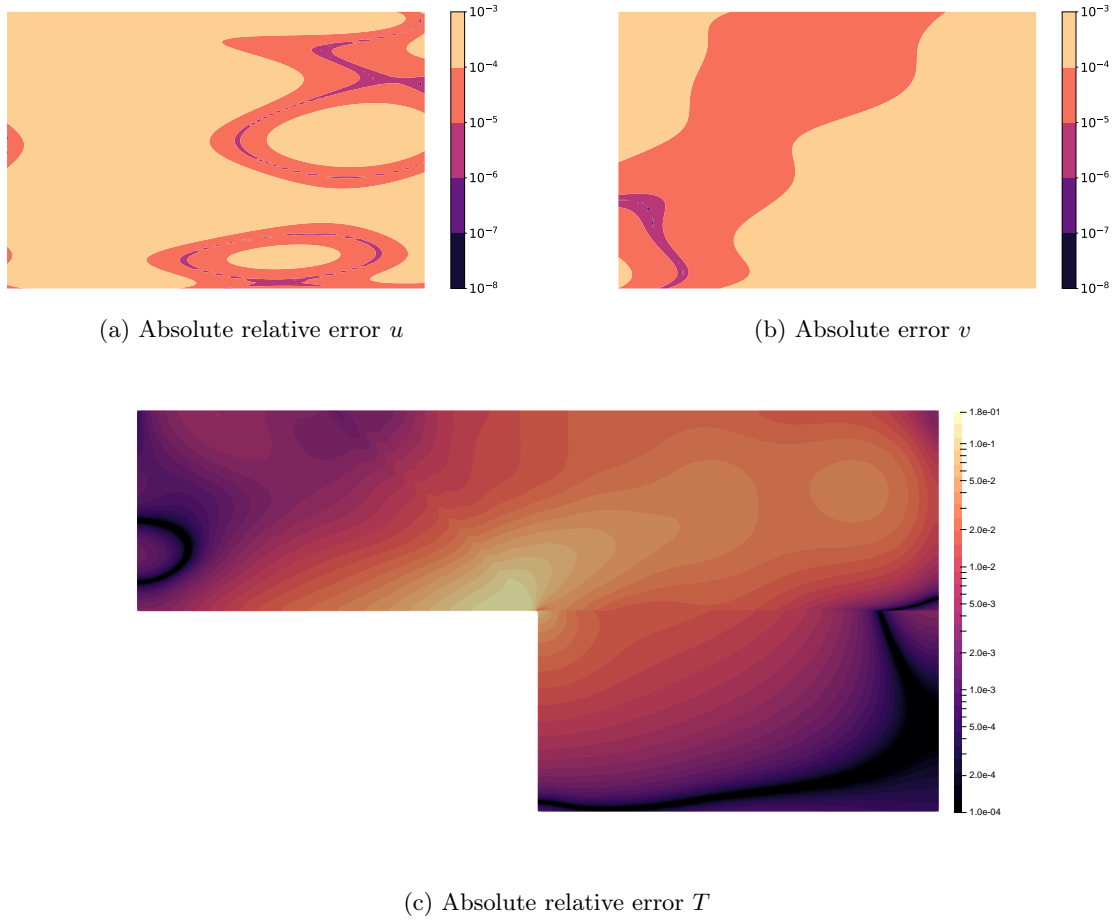 10⁻³
10⁻⁴
10⁻⁵
10⁻⁶
10⁻⁷
10⁻⁸
10⁻³
10⁻⁴
10⁻⁵
10⁻⁶
10⁻⁷
10⁻⁸
(a) Absolute relative error u
(b) Absolute error v
1.8e-01
1.0e-1
5.0e-2
2.0e-2
1.0e-2
5.0e-3
2.0e-3
1.0e-3
5.0e-4
2.0e-4
1.0e-04
(c) Absolute relative error T